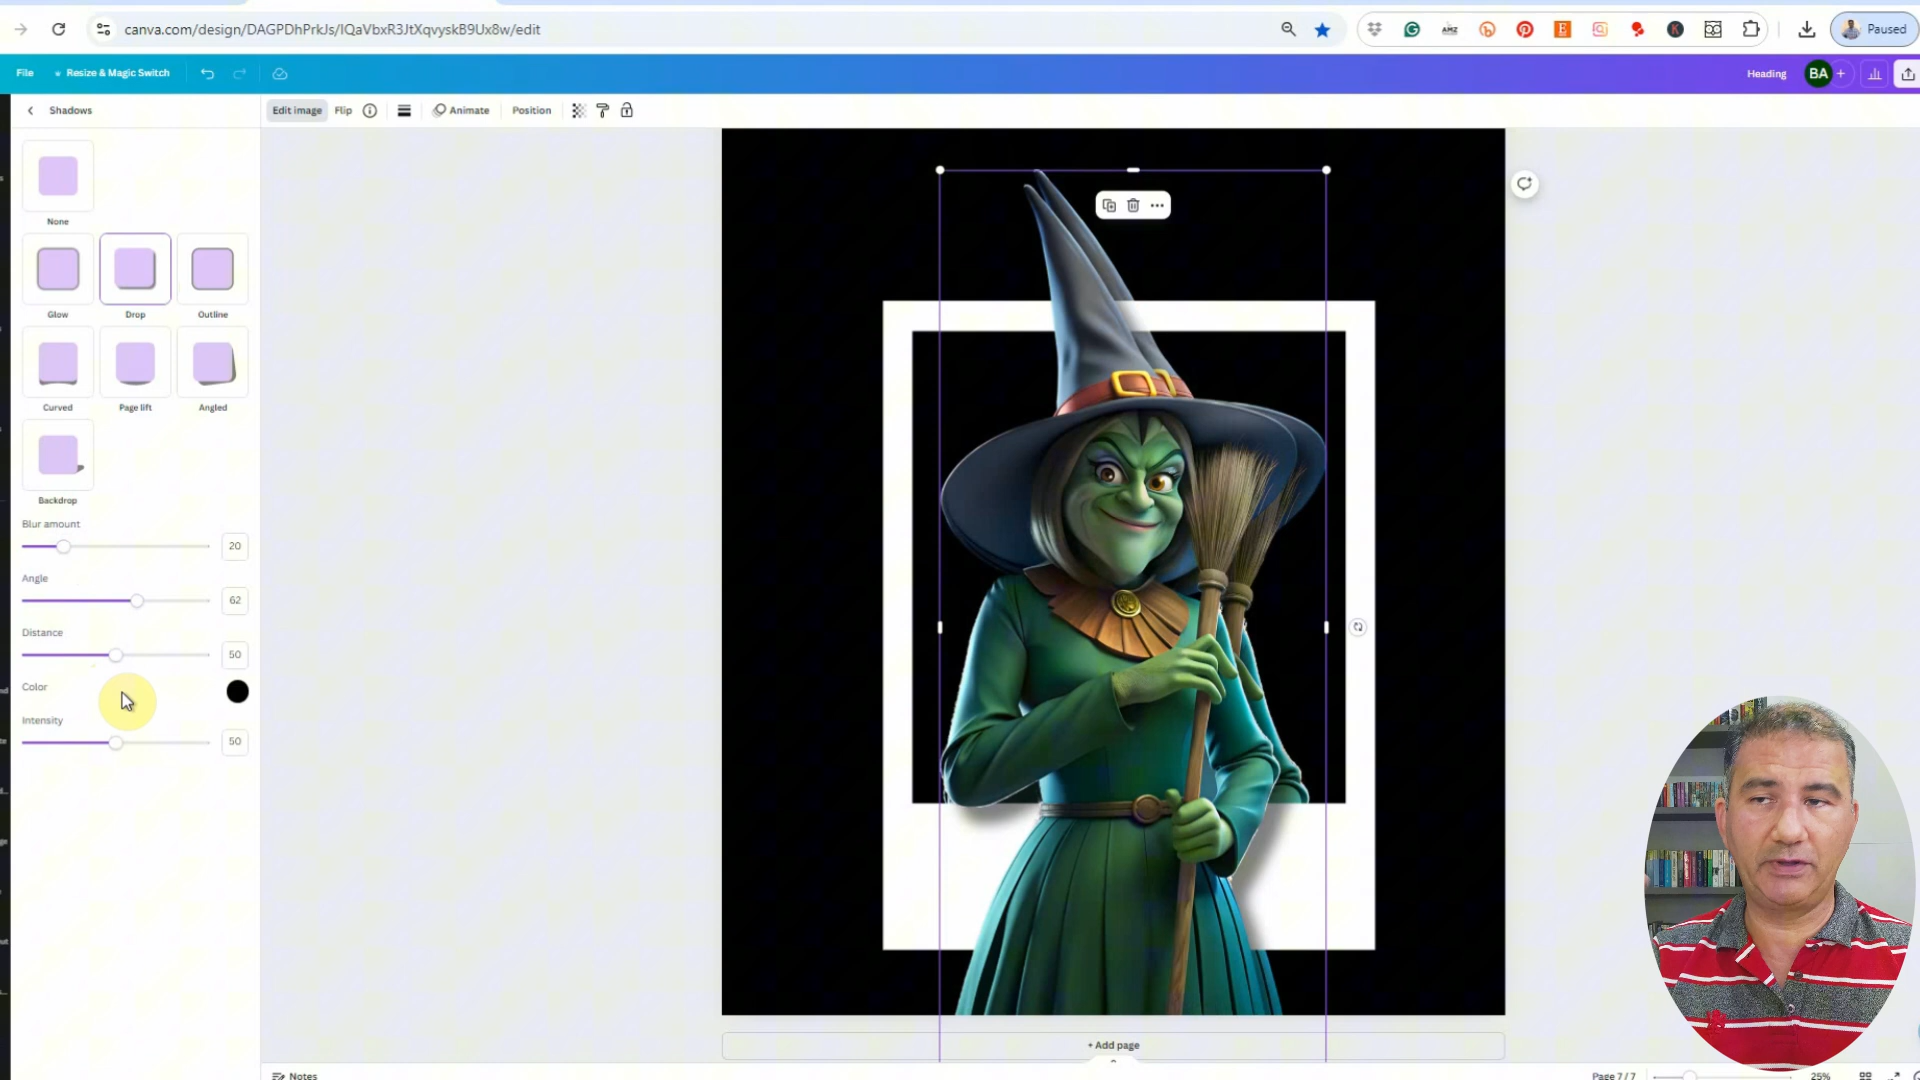 canva.com/design/DAGPDhPrkJs/IQaVbxR3JtXqvyskB9Ux8w/edit
AMZ
E
K
Paused
File
Resize & Magic Switch
Heading
BA
+
Shadows
Edit image
Flip
Animate
Position
None
Glow
Drop
Outline
Curved
Page lift
Angled
Backdrop
Blur amount
20
Angle
62
Distance
50
Color
Intensity
50
+ Add page
Notes
Page 7 / 7
25%